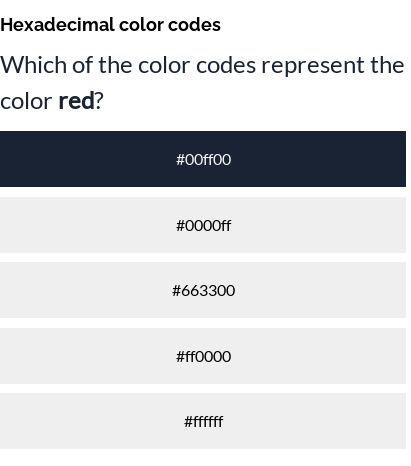 Hexadecimal color codes
Which of the color codes represent the
color red?
#00ff00
#0000ff
#663300
#ff0000
#ffffff